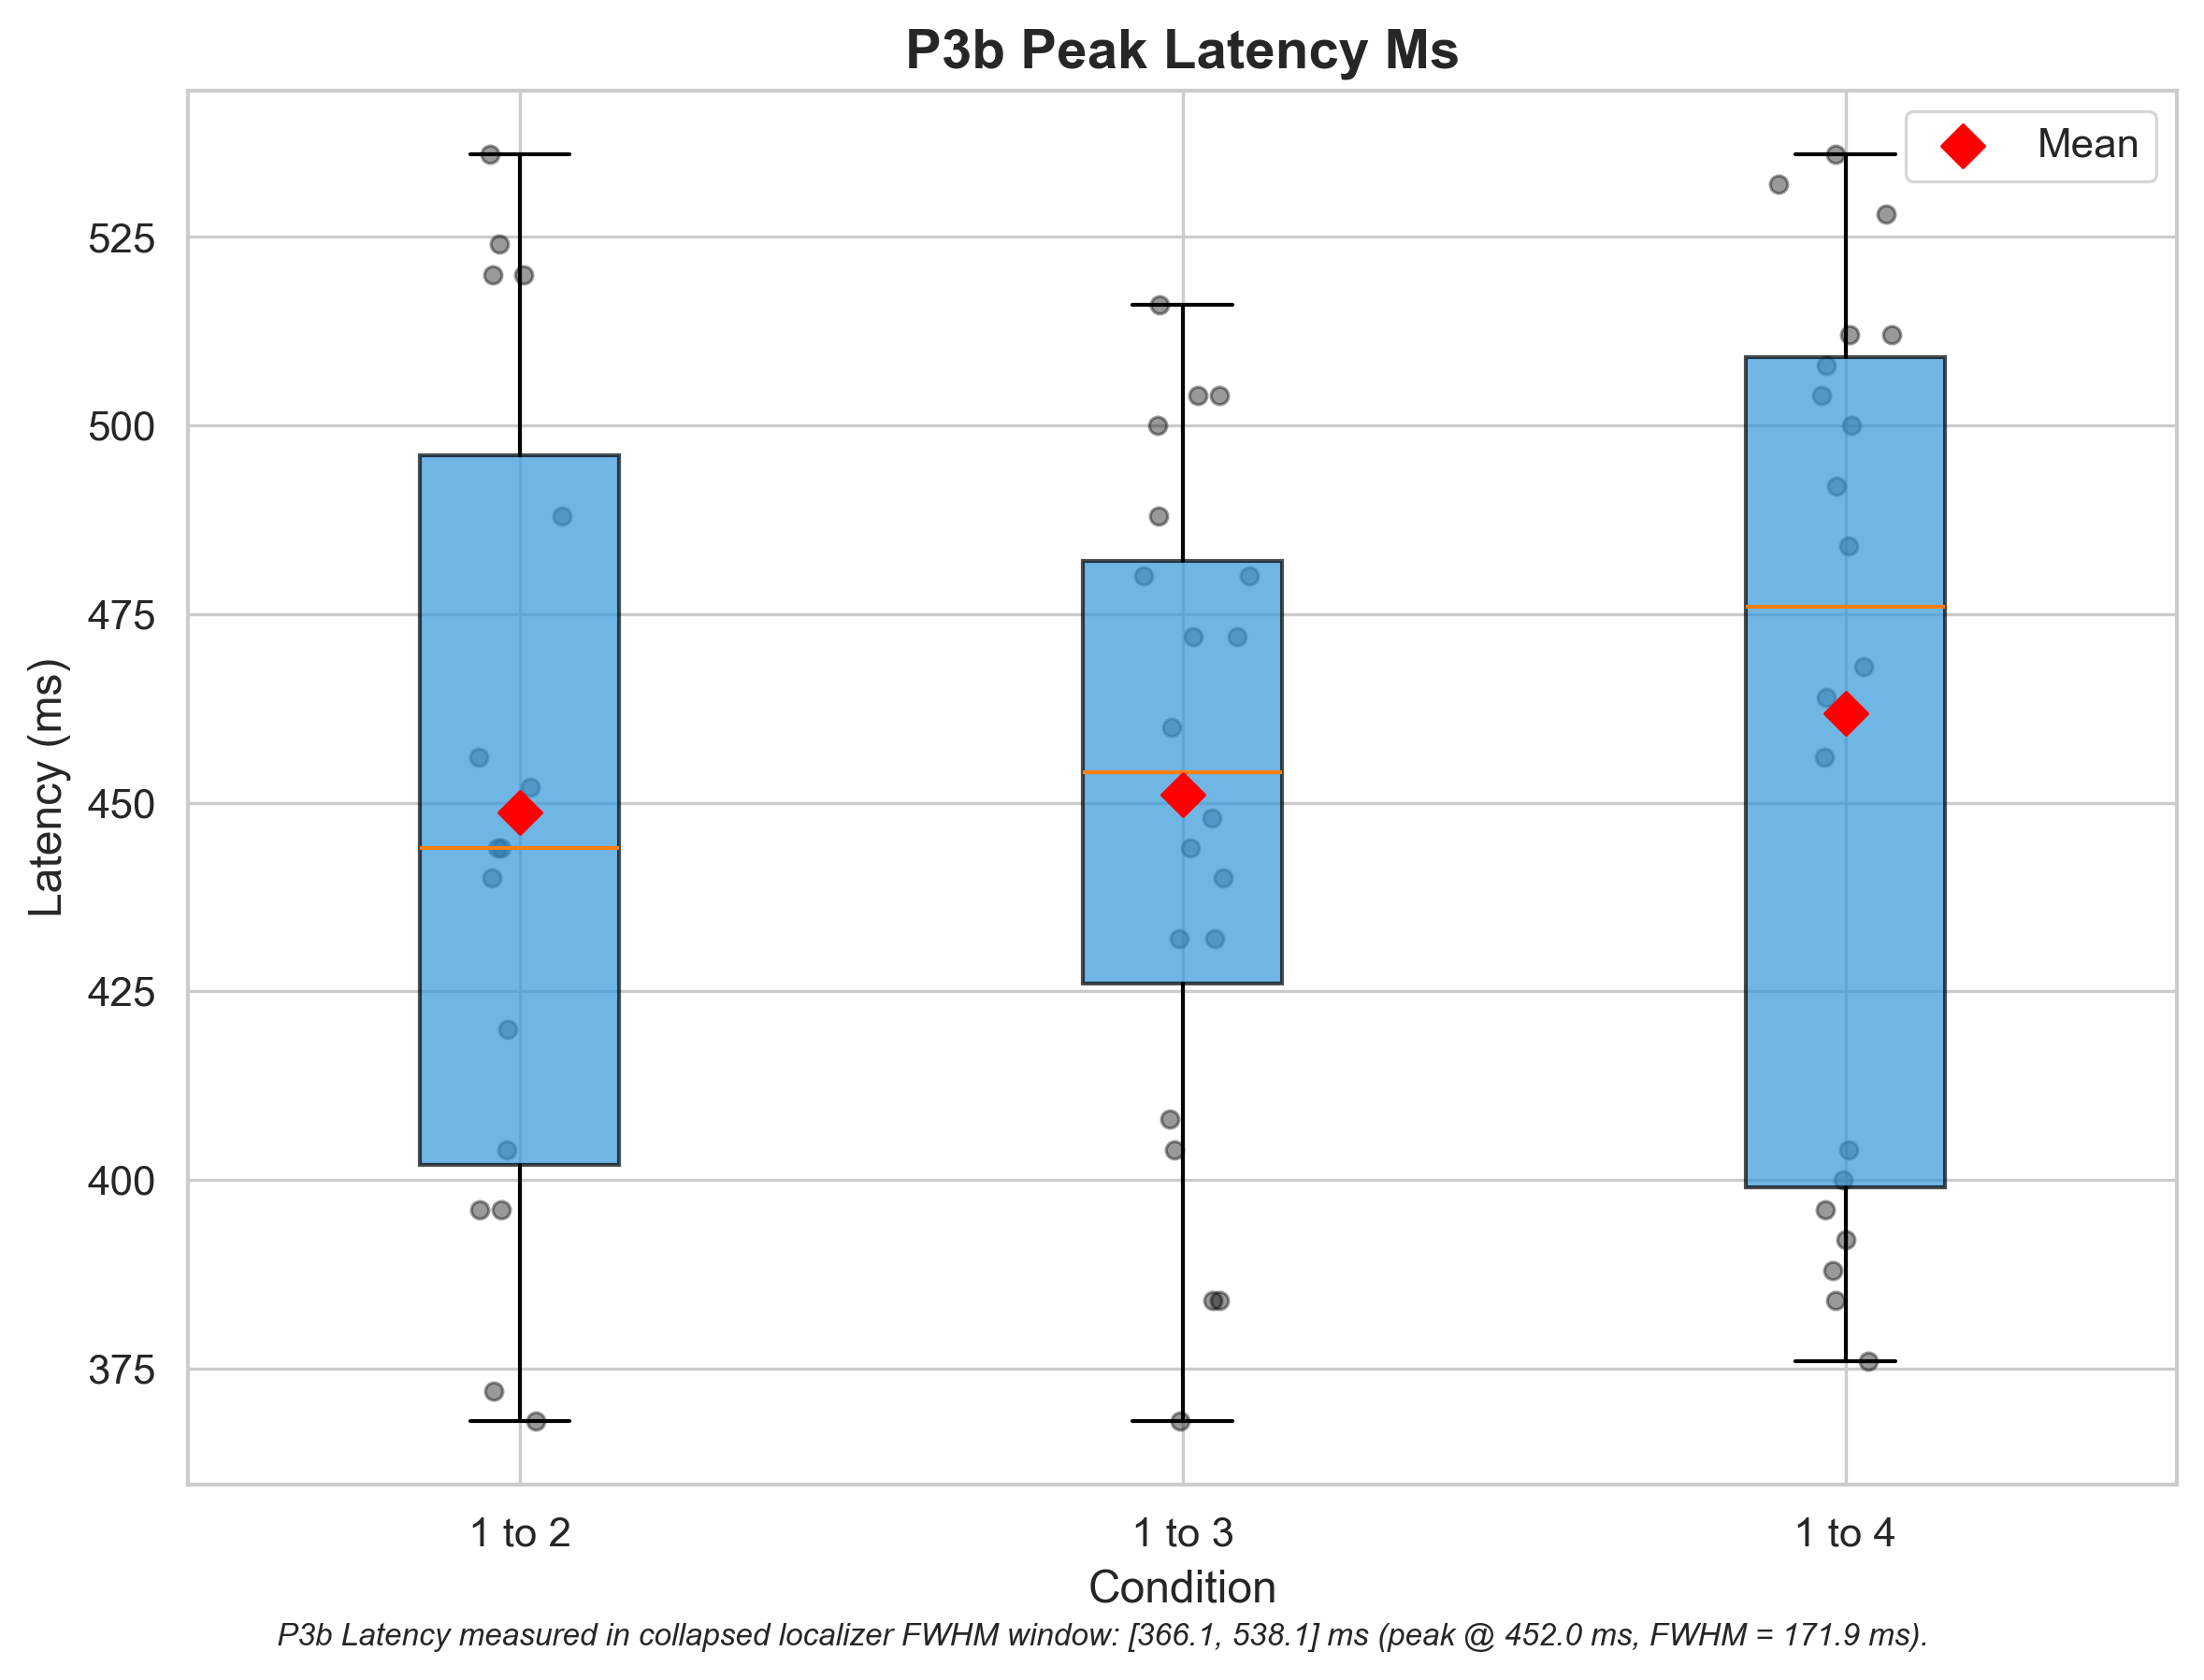 P3b Peak Latency Ms
Mean
525
500
475
450
425
400
375
Latency (ms)
1 to 2
1 to 3
1 to 4
Condition
P3b Latency measured in collapsed localizer FWHM window: [366.1, 538.1] ms (peak @ 452.0 ms, FWHM = 171.9 ms).